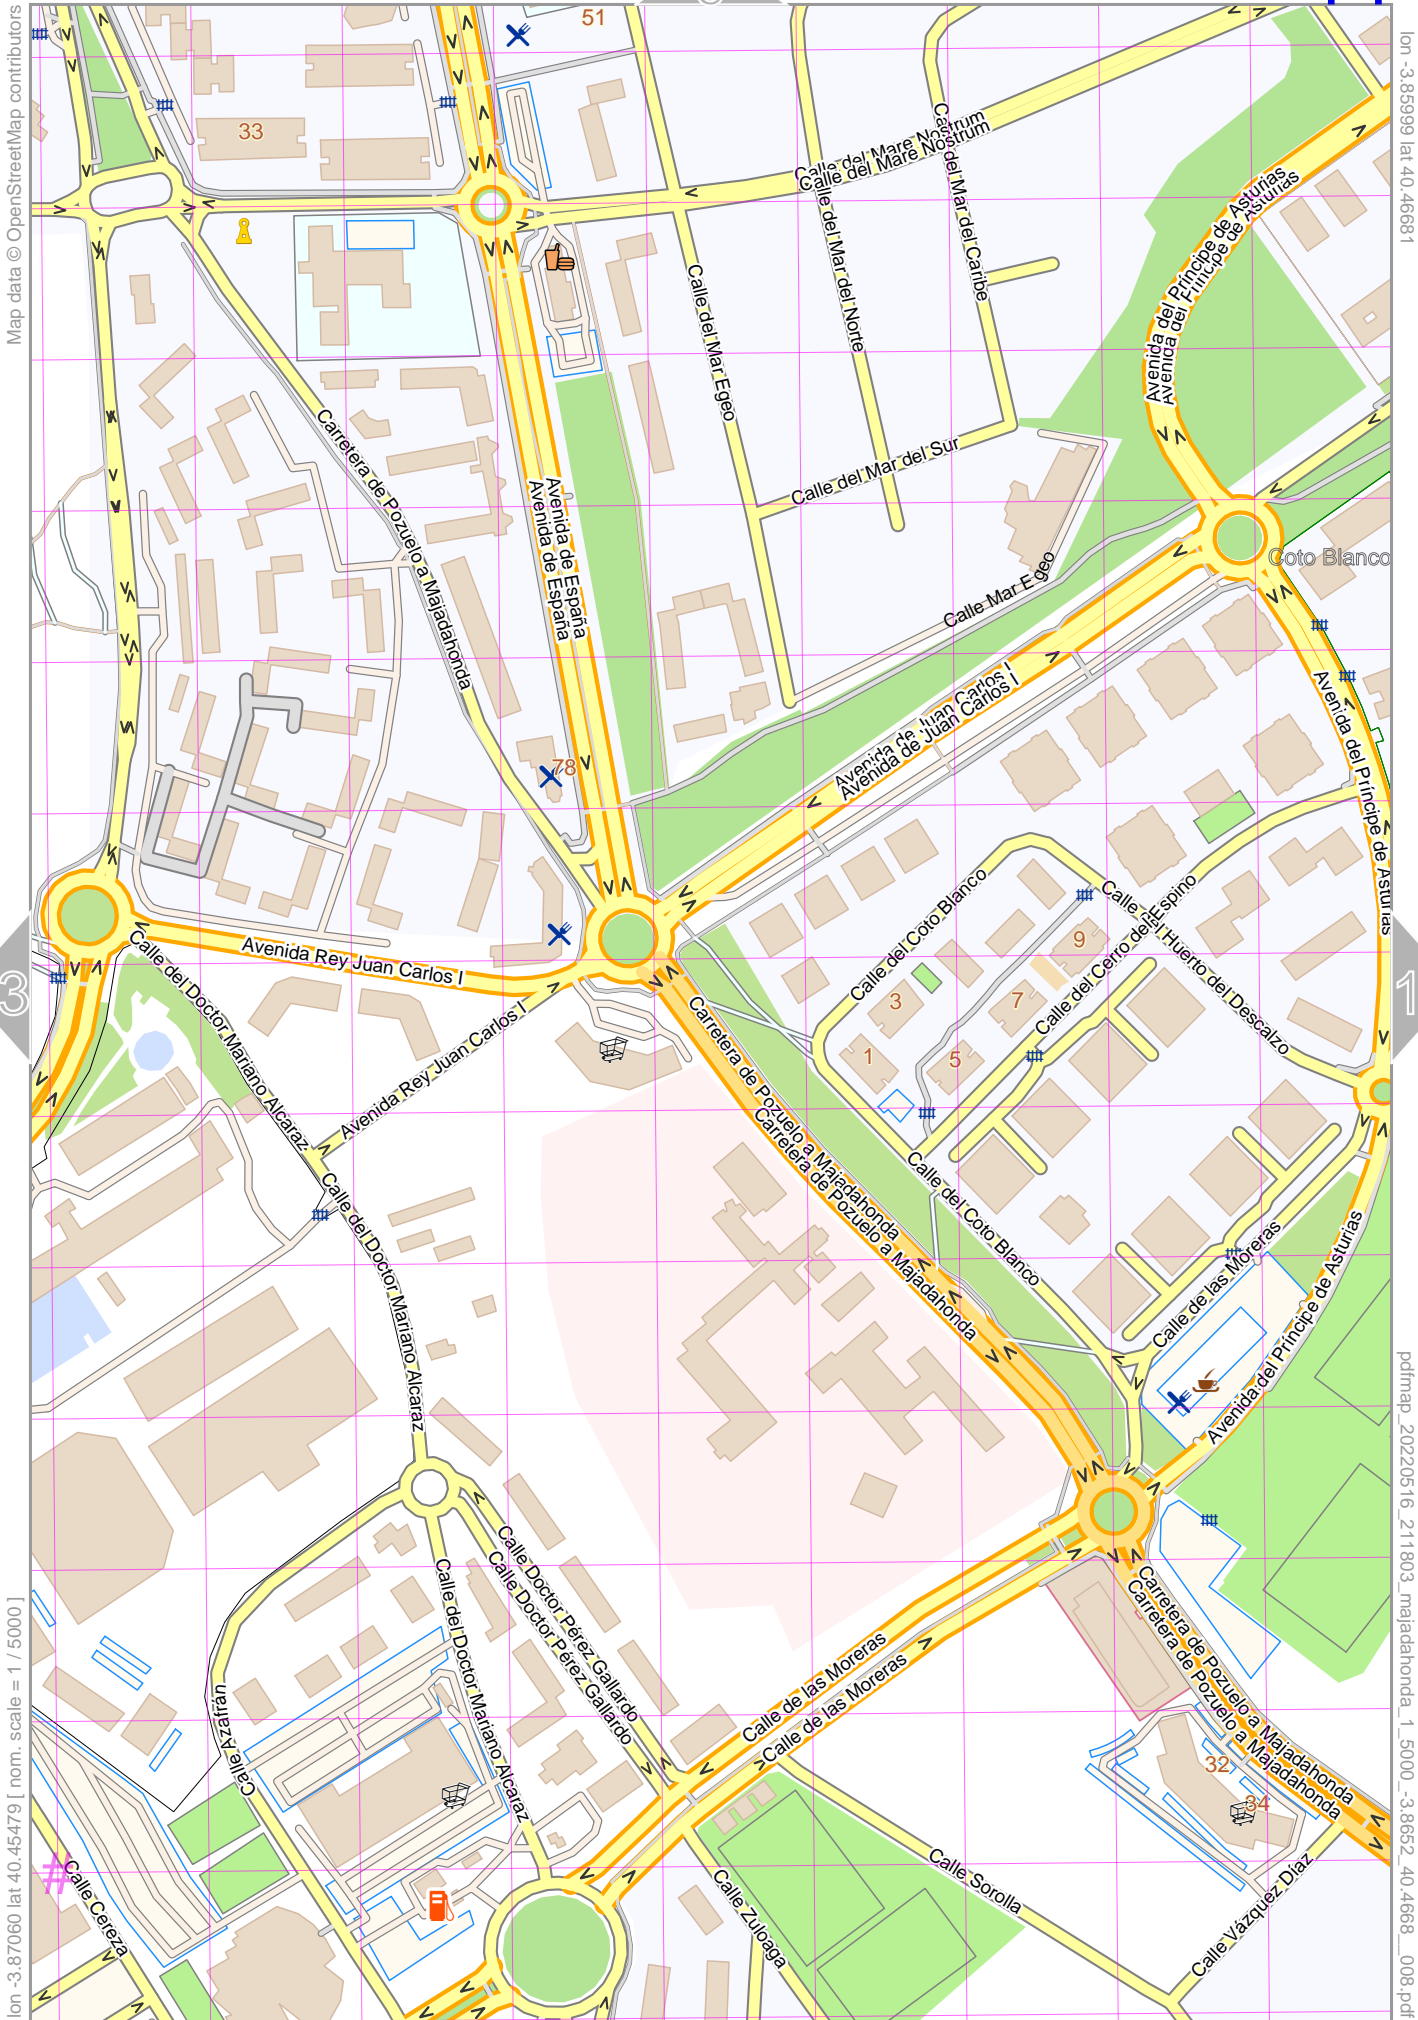 51
33
Calle del Mare Nostrum
Calle del Mare Nostrum
Calle del Mar del Caribe
Calle del Mar del Norte
Calle del Mar Egeo
Avenida del Príncipe de Asturias
Avenida del Príncipe de Asturias
Carretera de Pozuelo a Majadahonda
Avenida de España
Avenida de España
Calle del Mar del Sur
Calle Mar Egeo
Coto Blanco
Avenida de Juan Carlos I
Avenida de Juan Carlos I
Avenida del Príncipe de Asturias
78
Calle del Coto Blanco
Calle del Huerto del Descalzo
Calle del Cerro del Espino
9
3
7
1
5
Avenida Rey Juan Carlos I
Calle del Doctor Mariano Alcaraz
Avenida Rey Juan Carlos I
Carretera de Pozuelo a Majadahonda
Carretera de Pozuelo a Majadahonda
Calle del Coto Blanco
Calle del Doctor Mariano Alcaraz
Calle de las Moreras
Avenida del Príncipe de Asturias
Calle Doctor Pérez Gallardo
Calle Doctor Pérez Gallardo
Calle del Doctor Mariano Alcaraz
Calle Azafrán
Calle de las Moreras
Calle de las Moreras
Carretera de Pozuelo a Majadahonda
Carretera de Pozuelo a Majadahonda
32
34
Calle Cereza
#
Calle Zuloaga
Calle Sorolla
Calle Vázquez Díaz
3
1
Map data © OpenStreetMap contributors
lon -3.87060 lat 40.45479 [ nom. scale = 1 / 5000 ]
lon -3.85999 lat 40.46681
pdfmap_20220516_211803_majadahonda_1_5000_-3.8652_40.4668__008.pdf